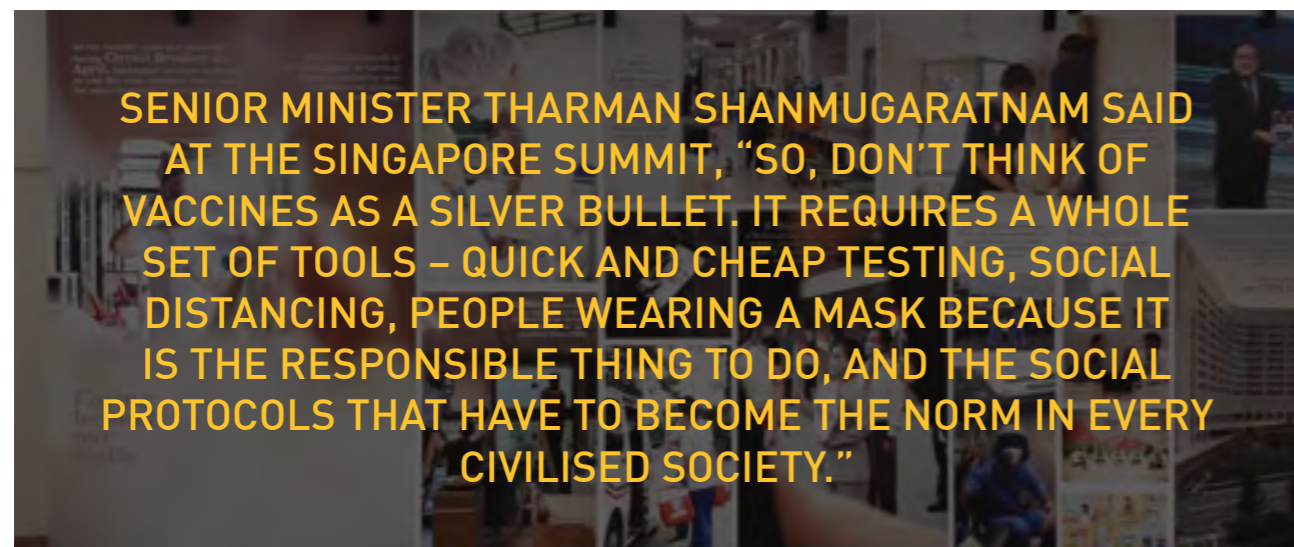 SENIOR MINISTER THARMAN SHANMUGARATNAM SAID
AT THE SINGAPORE SUMMIT, “SO, DON’T THINK OF
VACCINES AS A SILVER BULLET. IT REQUIRES A WHOLE
SET OF TOOLS – QUICK AND CHEAP TESTING, SOCIAL
DISTANCING, PEOPLE WEARING A MASK BECAUSE IT
IS THE RESPONSIBLE THING TO DO, AND THE SOCIAL
PROTOCOLS THAT HAVE TO BECOME THE NORM IN EVERY
CIVILISED SOCIETY.”